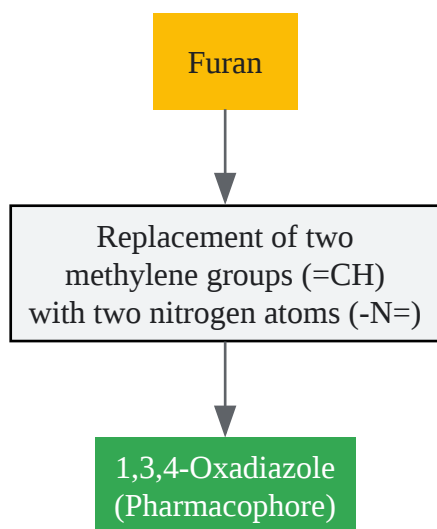 Furan
Replacement of two
methylene groups (=CH)
with two nitrogen atoms (-N=)
1,3,4-Oxadiazole
(Pharmacophore)